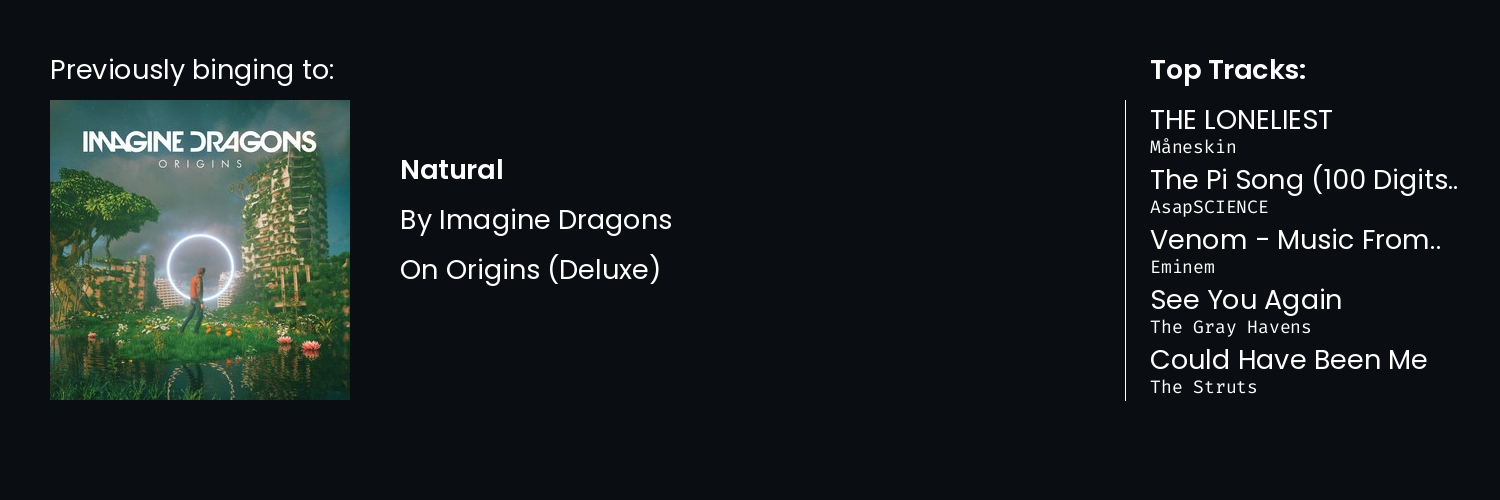 Previously binging to:
IMAGINE DRAGONS
ORIGINS
Natural
By Imagine Dragons
On Origins (Deluxe)
Top Tracks:
THE LONELIEST
Måneskin
The Pi Song (100 Digits..
AsapSCIENCE
Venom - Music From..
Eminem
See You Again
The Gray Havens
Could Have Been Me
The Struts